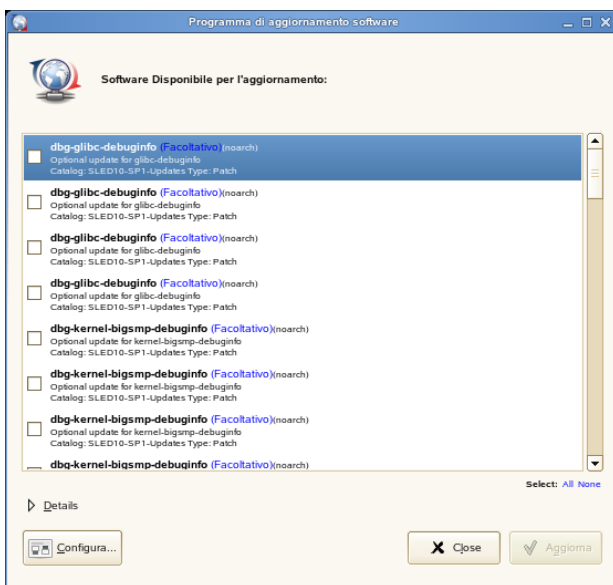 Programma di aggiornamento software
Software Disponibile per l'aggiornamento:
dbg-glibc-debuginfo (Facoltativo)(noarch)
Optional update for glibc-debuginfo
Catalog: SLED10-SP1-Updates Type: Patch
dbg-glibc-debuginfo (Facoltativo)(noarch)
Optional update for glibc-debuginfo
Catalog: SLED10-SP1-Updates Type: Patch
dbg-glibc-debuginfo (Facoltativo)(noarch)
Optional update for glibc-debuginfo
Catalog: SLED10-SP1-Updates Type: Patch
dbg-glibc-debuginfo (Facoltativo)(noarch)
Optional update for glibc-debuginfo
Catalog: SLED10-SP1-Updates Type: Patch
dbg-kernel-bigsmp-debuginfo (Facoltativo)(noarch)
Optional update for kernel-bigsmp-debuginfo
Catalog: SLED10-SP1-Updates Type: Patch
dbg-kernel-bigsmp-debuginfo (Facoltativo)(noarch)
Optional update for kernel-bigsmp-debuginfo
Catalog: SLED10-SP1-Updates Type: Patch
dbg-kernel-bigsmp-debuginfo (Facoltativo)(noarch)
Optional update for kernel-bigsmp-debuginfo
Catalog: SLED10-SP1-Updates Type: Patch
dbg-kernel-bigsmp-debuginfo (Facoltativo)(noarch)
Select: All None
Details
Configura...
Close
Aggiorna